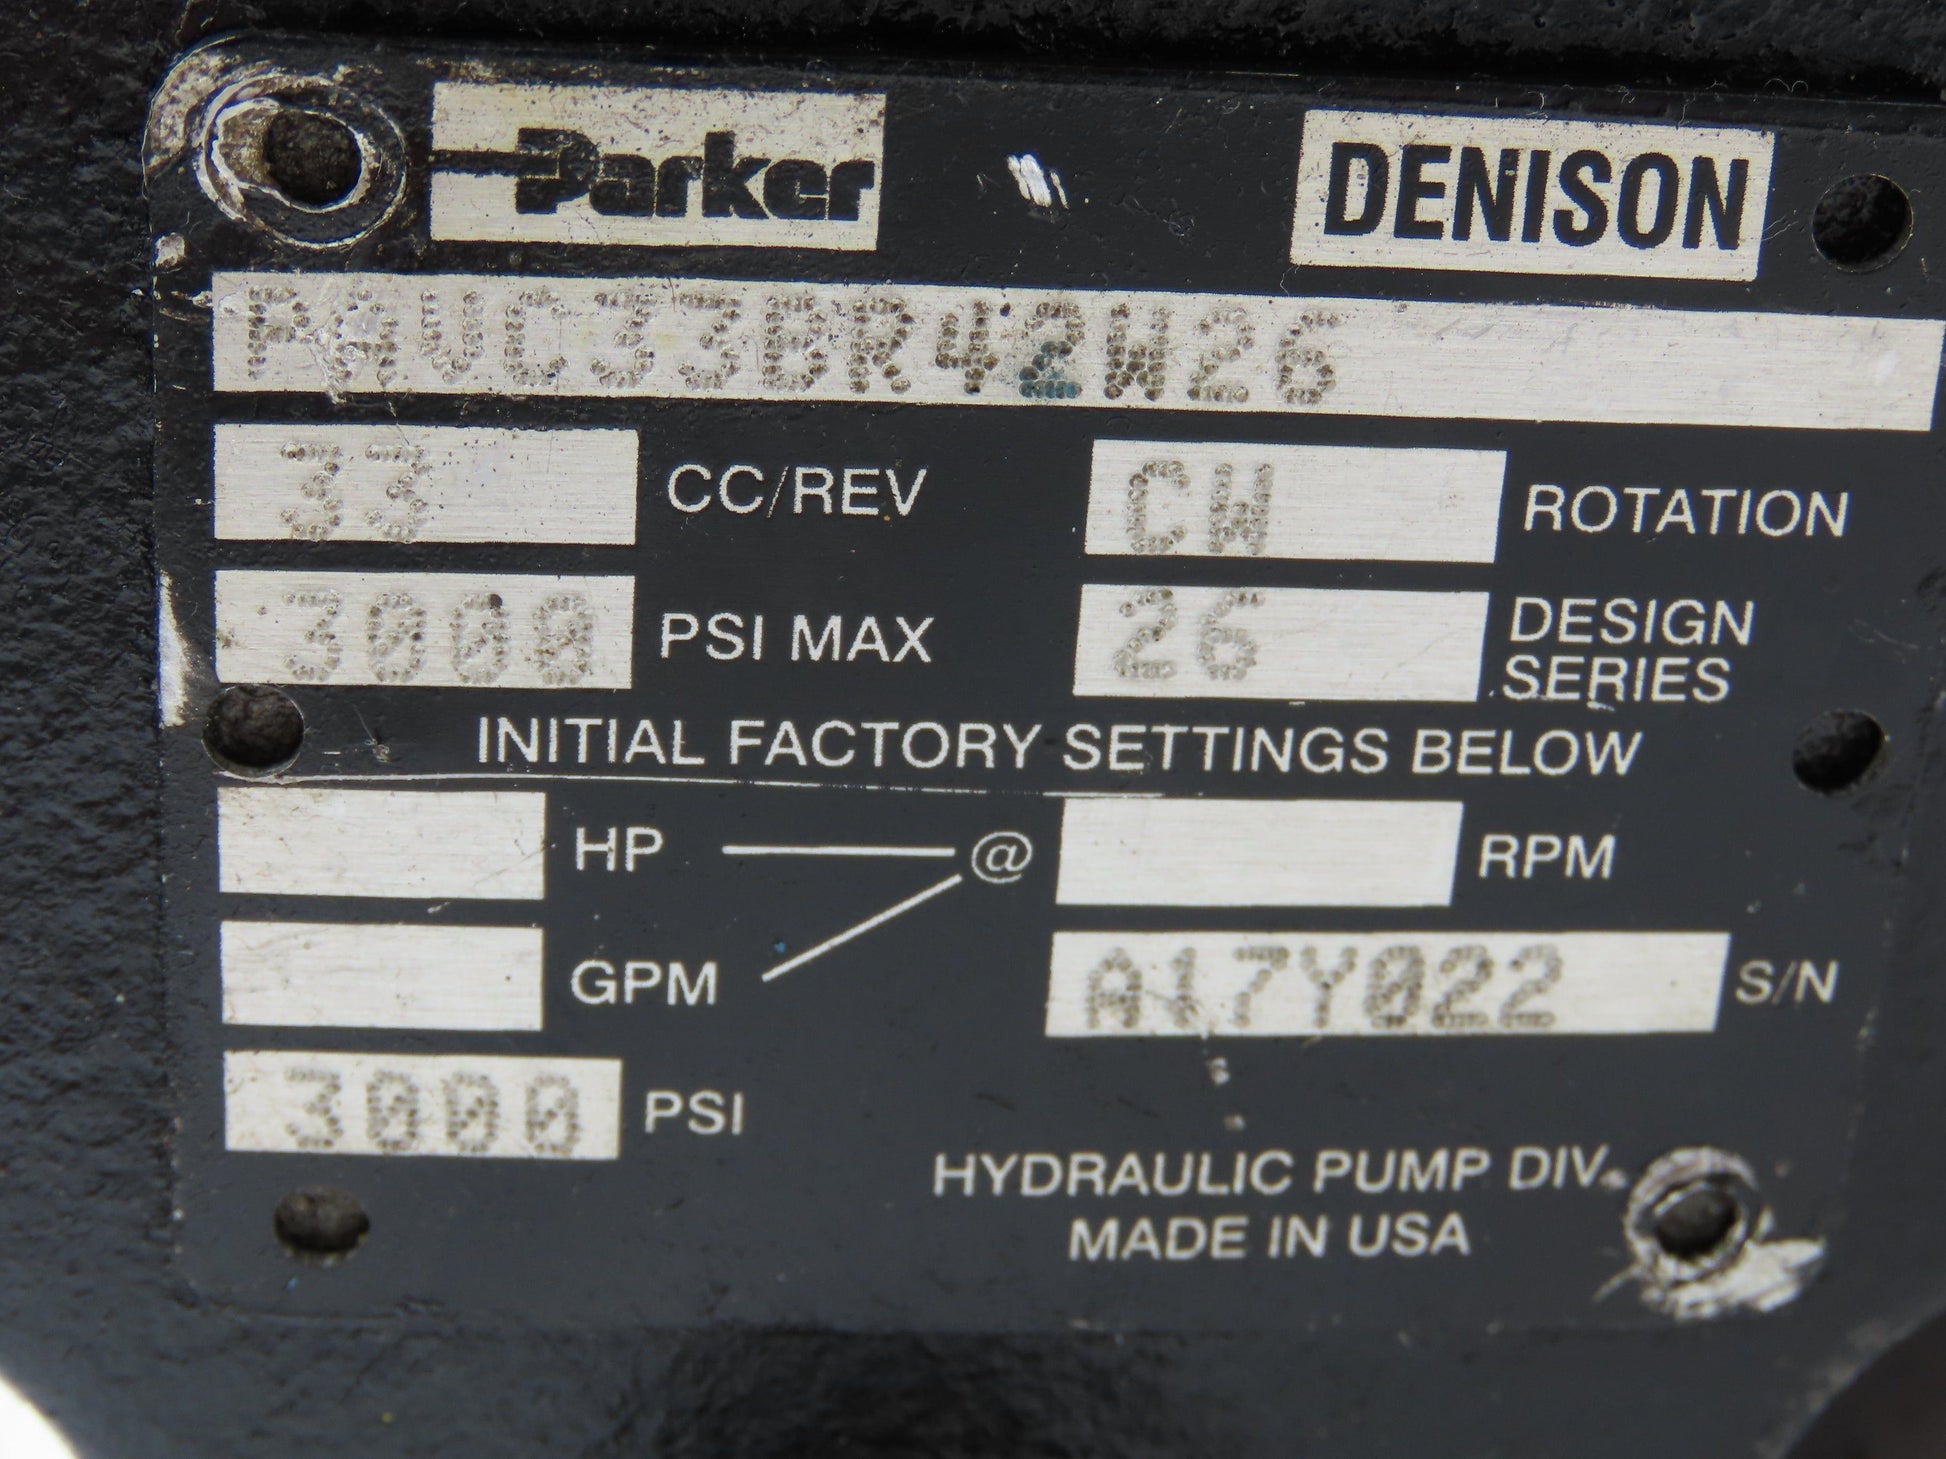 Parker DENISON
PAVC33BR42W26
33 CC/REV CW ROTATION
3000 PSI MAX 26 DESIGN SERIES
INITIAL FACTORY SETTINGS BELOW
HP @ RPM
GPM A17Y022 S/N
3000 PSI
HYDRAULIC PUMP DIV.
MADE IN USA